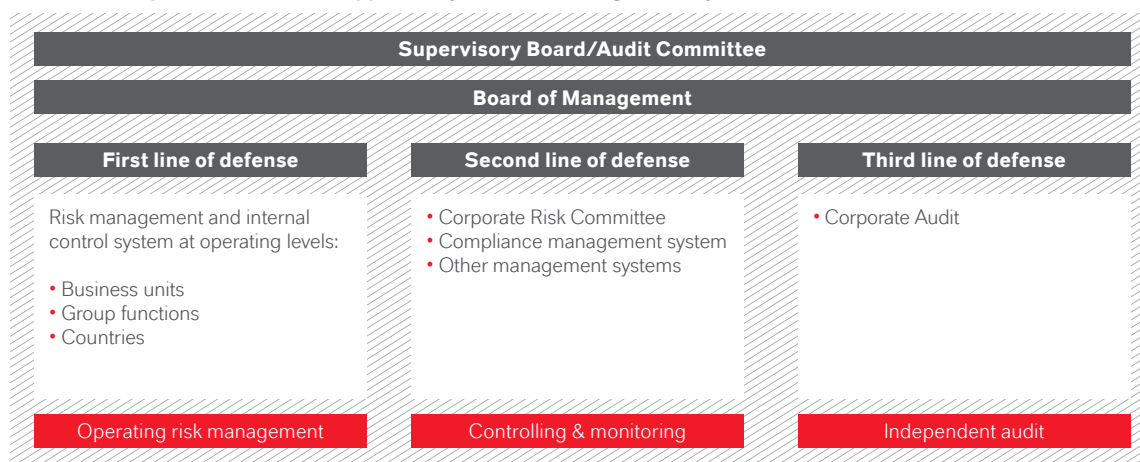 Supervisory Board/Audit Committee
Board of Management
First line of defense
Risk management and internal
control system at operating levels:
• Business units
• Group functions
• Countries
Operating risk management
Second line of defense
• Corporate Risk Committee
• Compliance management system
• Other management systems
Controlling & monitoring
Third line of defense
• Corporate Audit
Independent audit